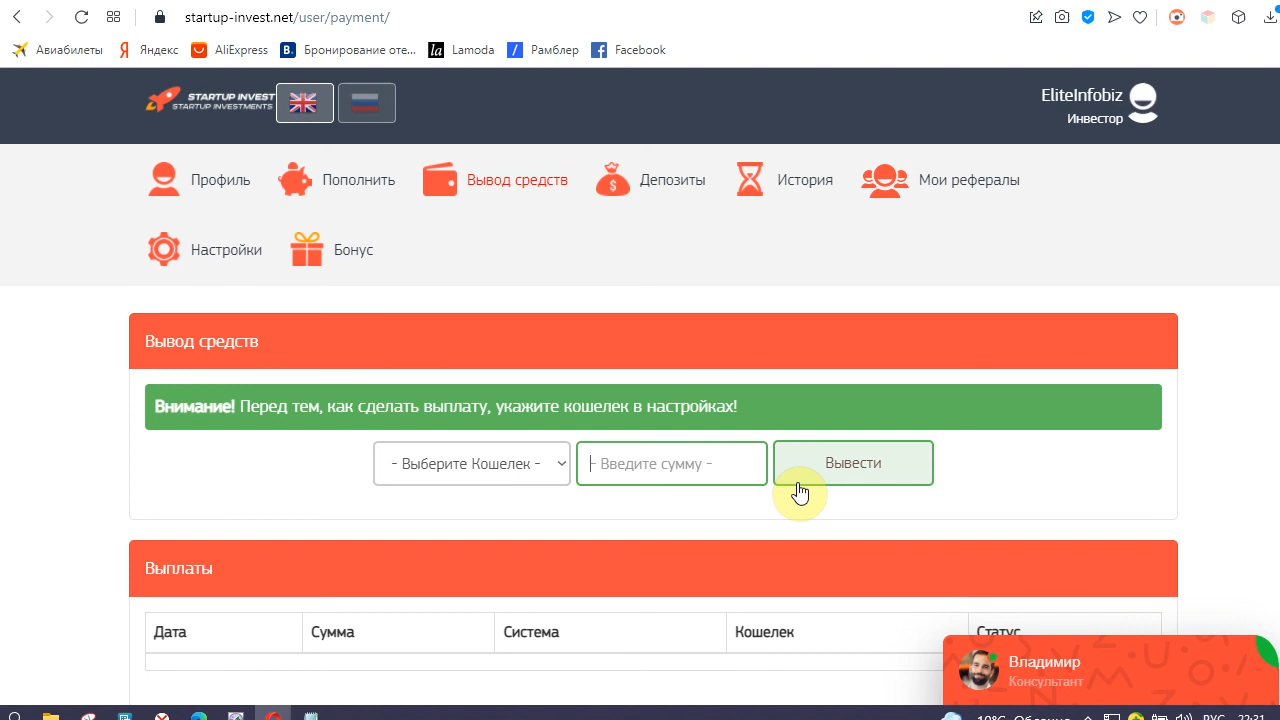 startup-invest.net/user/payment/
Авиабилеты Яндекс AliExpress Бронирование оте... Lamoda Рамблер Facebook
STARTUP INVEST
STARTUP INVESTMENTS
EliteInfobiz
Инвестор
Профиль Пополнить Вывод средств Депозиты История Мои рефералы
Настройки Бонус
Вывод средств
Внимание! Перед тем, как сделать выплату, укажите кошелек в настройках!
- Выберите Кошелек - - Введите сумму - Вывести
Выплаты
Дата Сумма Система Кошелек Статус
Владимир
Консультант